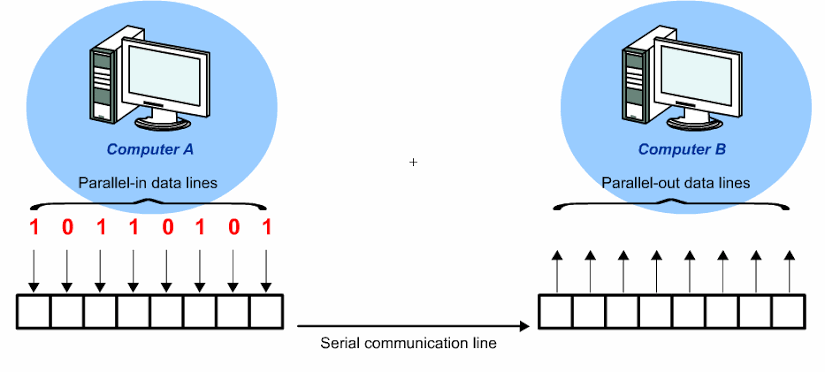 Computer A
Parallel-in data lines
1 0 1 1 0 1 0 1
+
Computer B
Parallel-out data lines
Serial communication line